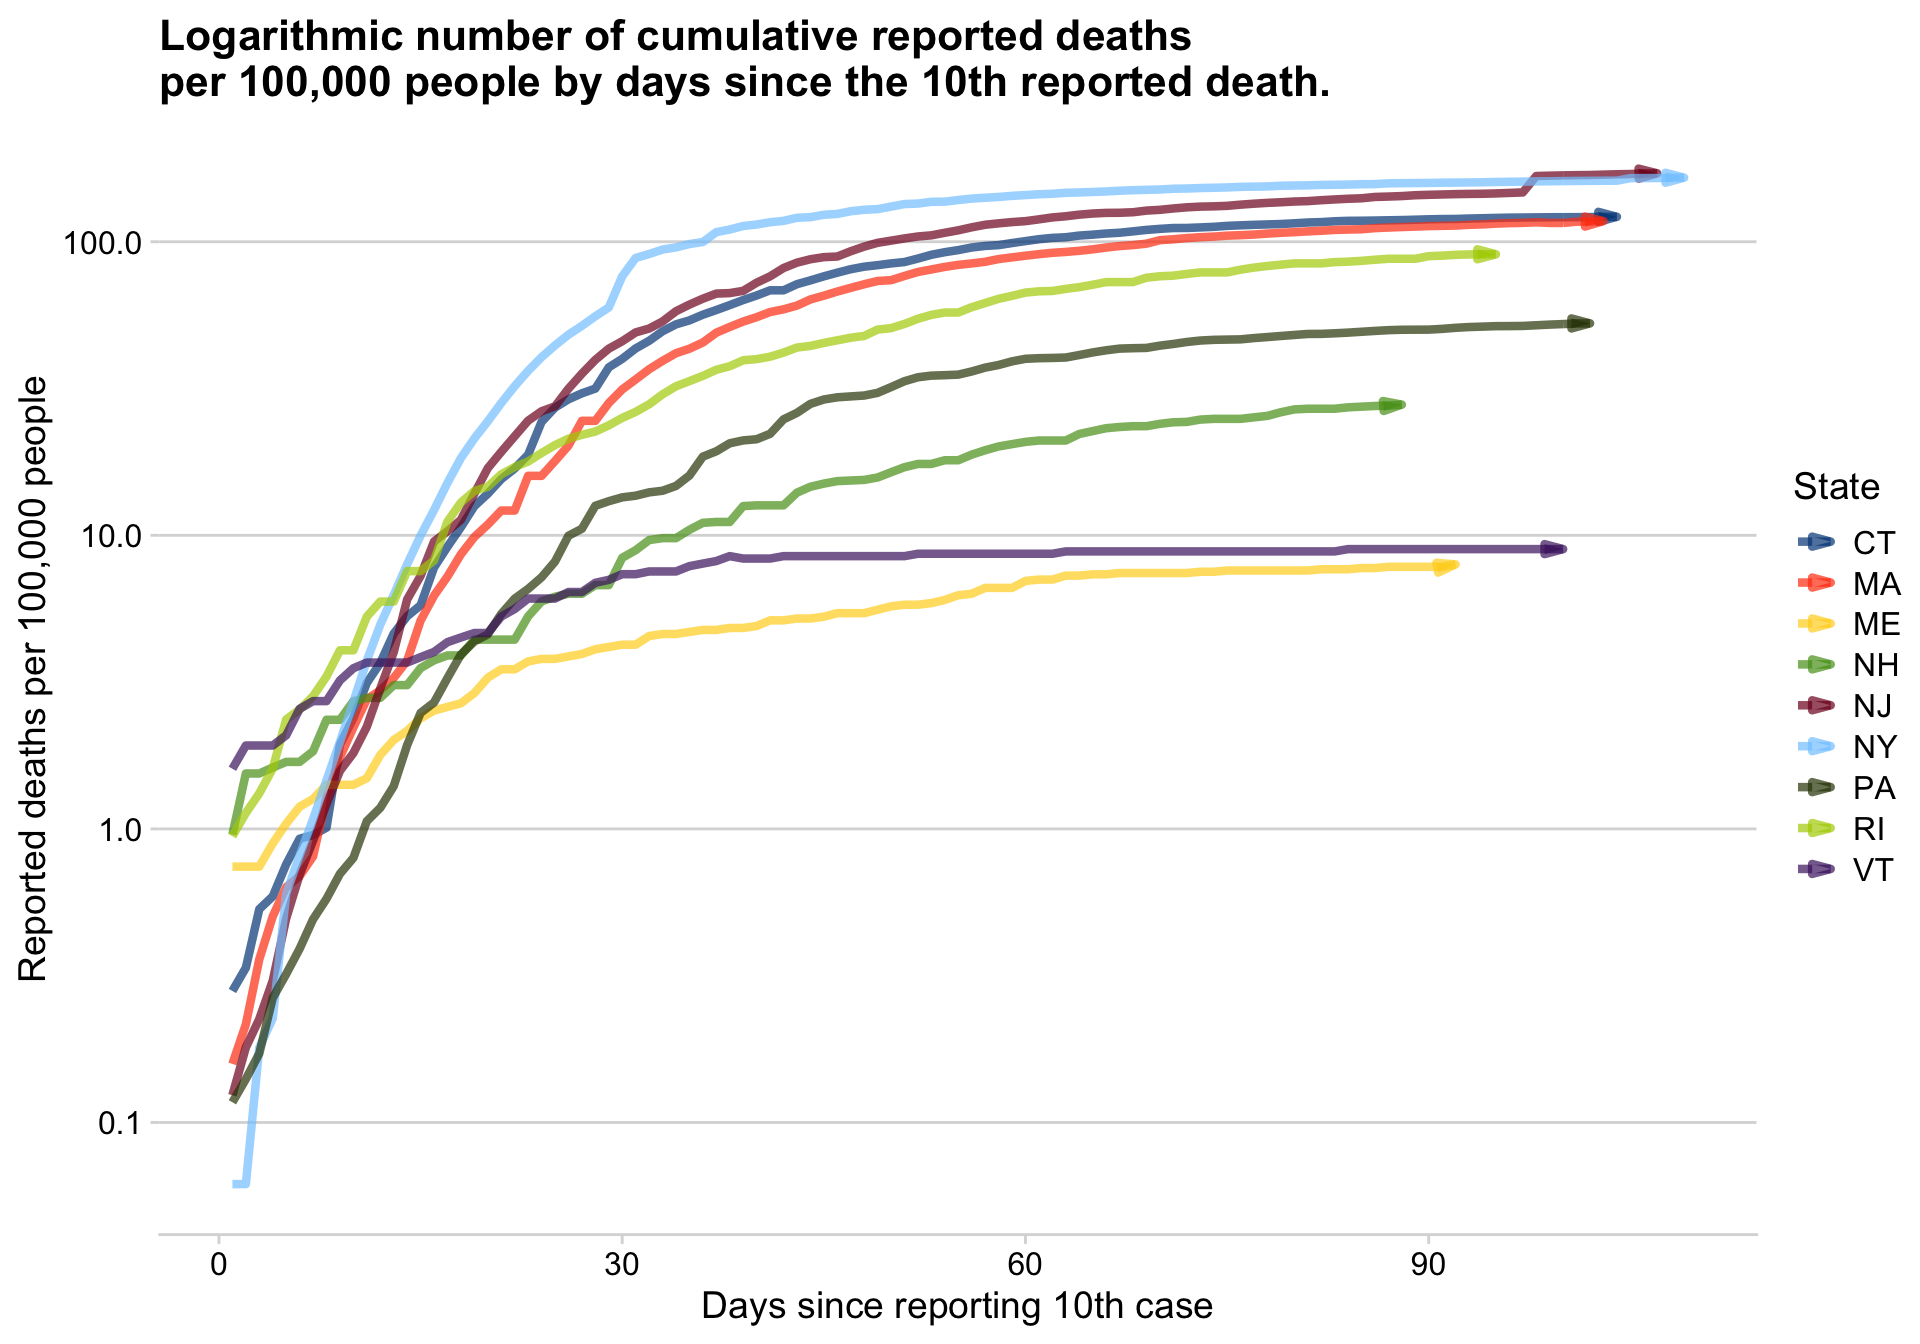 Logarithmic number of cumulative reported deaths
per 100,000 people by days since the 10th reported death.
Reported deaths per 100,000 people
100.0
10.0
1.0
0.1
0
30
60
90
Days since reporting 10th case
State
CT
MA
ME
NH
NJ
NY
PA
RI
VT